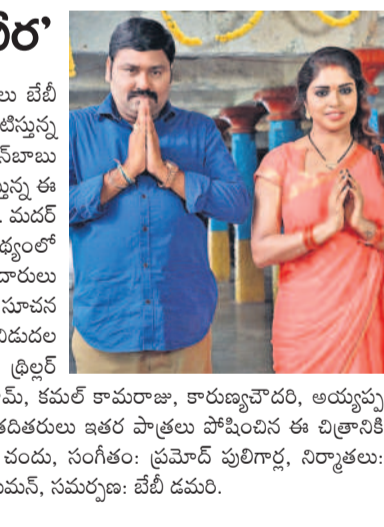 వీర'
లు బేబీ
టిస్తున్న
న్‌బాబు
స్తున్న ఈ
. మదర్
థ్యంలో
దారులు
సూచన
విడుదల
థ్రిల్లర్
మ్, కమల్ కామరాజు, కారుణ్యచౌదరి, అయ్యప్ప
తదితరులు ఇతర పాత్రలు పోషించిన ఈ చిత్రానికి
చందు, సంగీతం: ప్రమోద్ పులిగార్ల, నిర్మాతలు:
సుమన్, సమర్పణ: బేబీ డమరి.